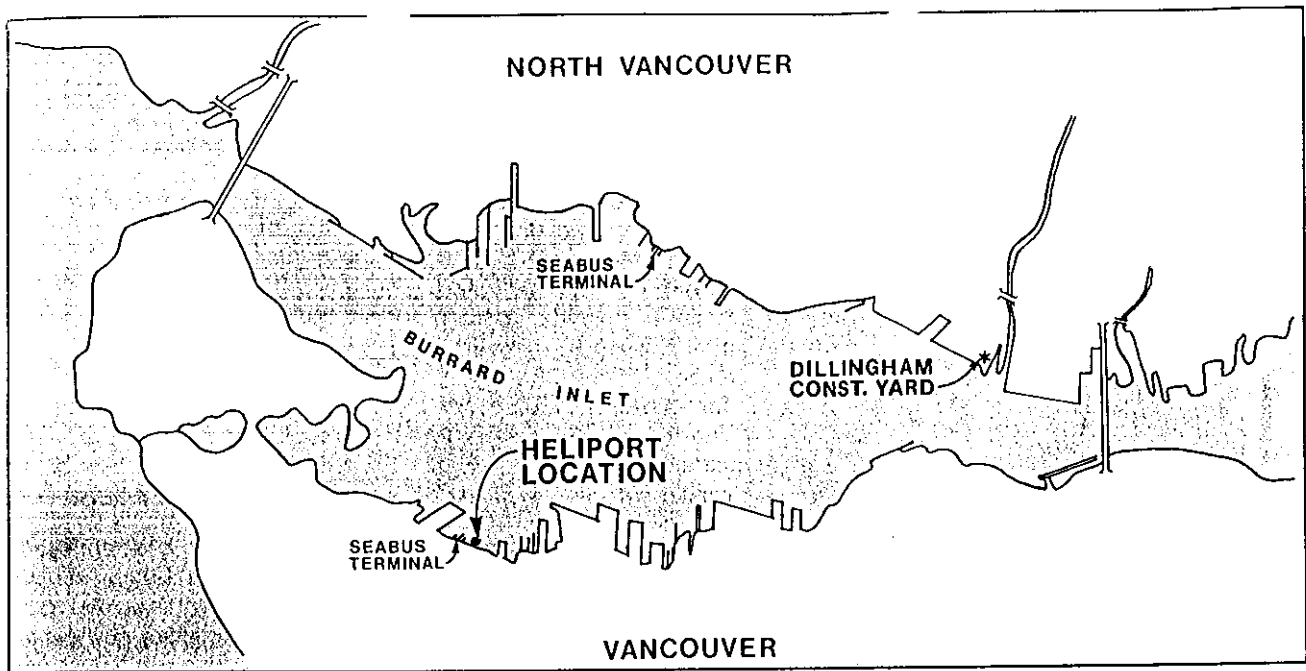 NORTH VANCOUVER
SEABUS
TERMINAL
BURRARD INLET
DILLINGHAM
CONST. YARD
HELIPORT
LOCATION
SEABUS
TERMINAL
VANCOUVER